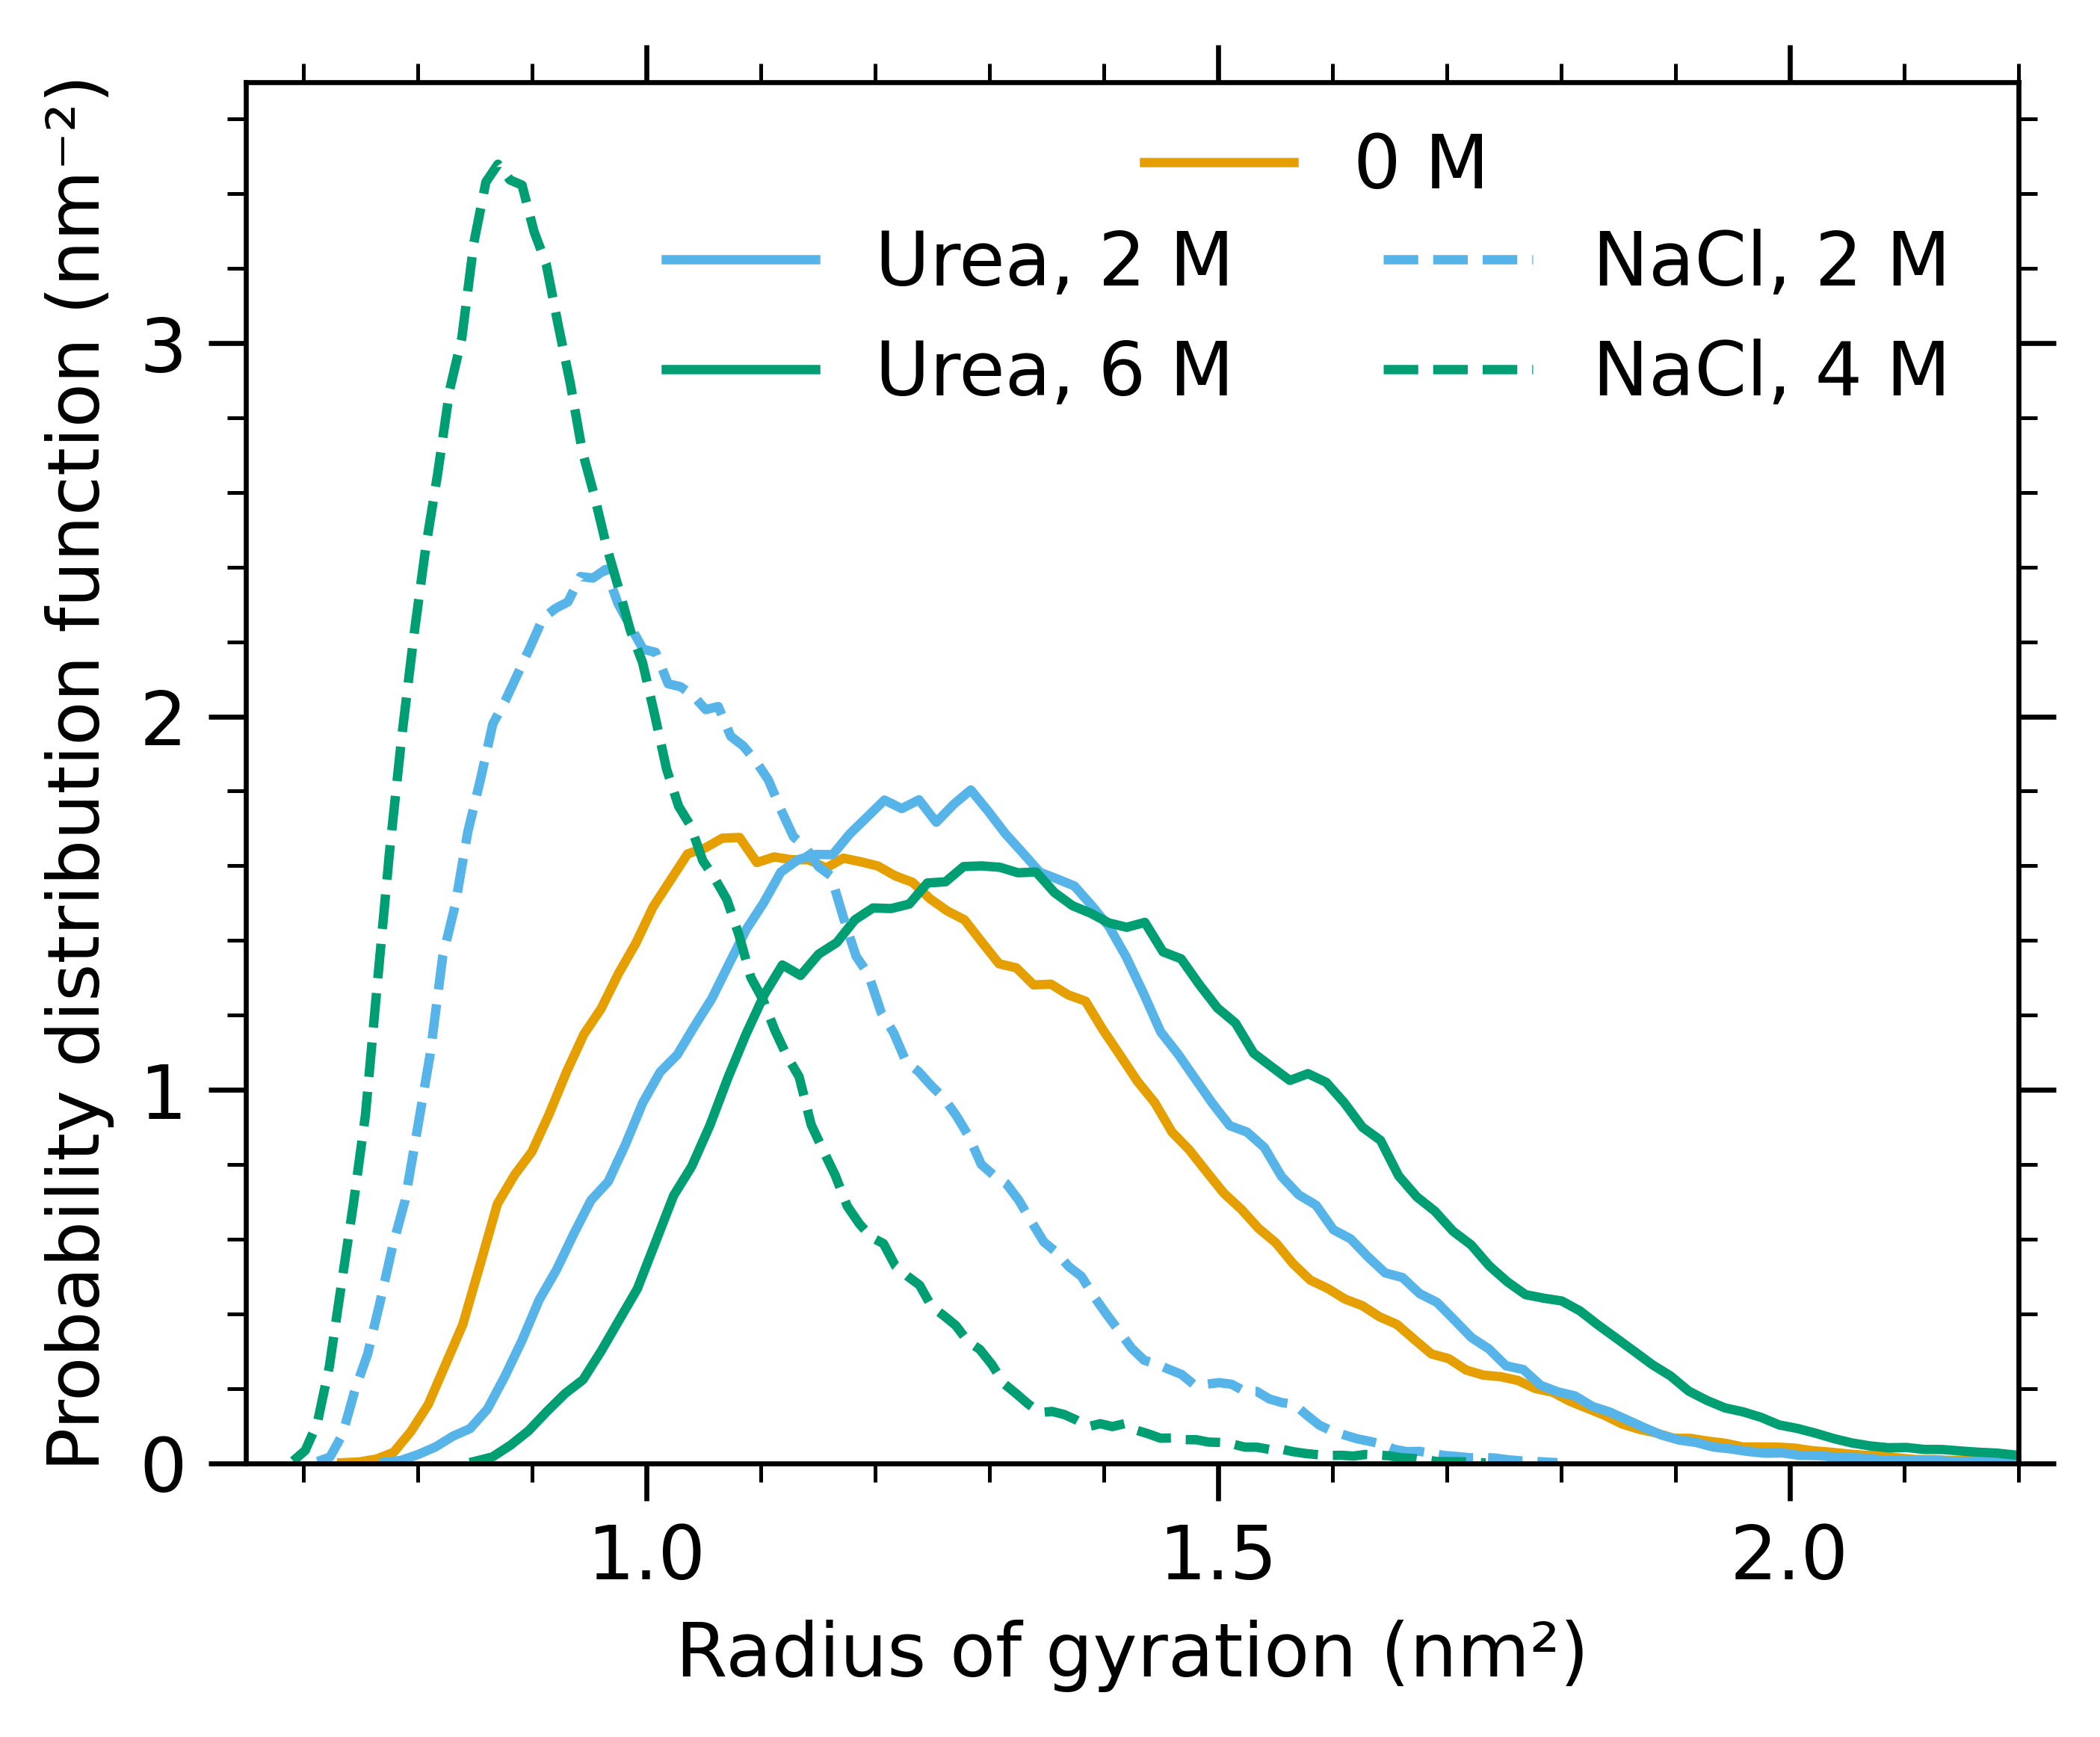 Probability distribution function (nm⁻²)
0 M
Urea, 2 M
NaCl, 2 M
Urea, 6 M
NaCl, 4 M
3
2
1
0
1.0
1.5
2.0
Radius of gyration (nm²)